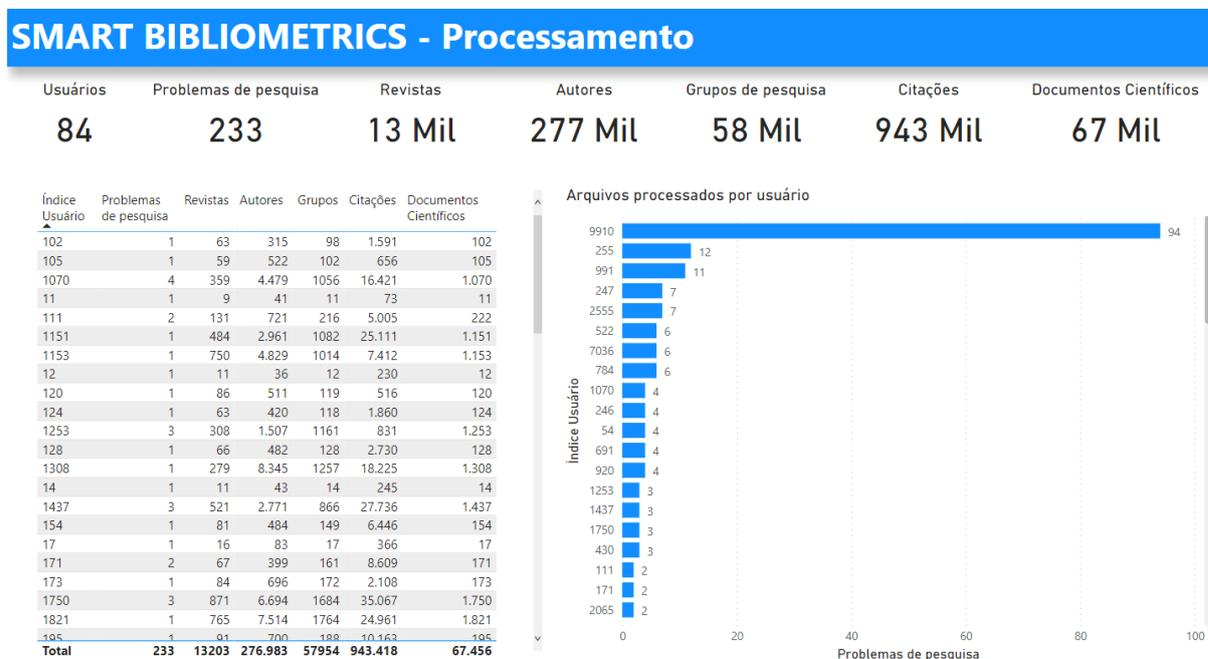 SMART BIBLIOMETRICS - Processamento
Usuários Problemas de pesquisa Revistas Autores Grupos de pesquisa Citações Documentos Científicos
84 233 13 Mil 277 Mil 58 Mil 943 Mil 67 Mil
Índice Problemas Revistas Autores Grupos Citações Documentos
Usuário de pesquisa Científicos
102 1 63 315 98 1.591 102
105 1 59 522 102 656 105
1070 4 359 4.479 1056 16.421 1.070
11 1 9 41 11 73 11
111 2 131 721 216 5.005 222
1151 1 484 2.961 1082 25.111 1.151
1153 1 750 4.829 1014 7.412 1.153
12 1 11 36 12 230 12
120 1 86 511 119 516 120
124 1 63 420 118 1.860 124
1253 3 308 1.507 1161 831 1.253
128 1 66 482 128 2.730 128
1308 1 279 8.345 1257 18.225 1.308
14 1 11 43 14 245 14
1437 3 521 2.771 866 27.736 1.437
154 1 81 484 149 6.446 154
17 1 16 83 17 366 17
171 2 67 399 161 8.609 171
173 1 84 696 172 2.108 173
1750 3 871 6.694 1684 35.067 1.750
1821 1 765 7.514 1764 24.961 1.821
195 1 91 700 188 10.163 195
Total 233 13203 276.983 57954 943.418 67.456
Arquivos processados por usuário
Índice Usuário
9910 94
255 12
991 11
247 7
2555 7
522 6
7036 6
784 6
1070 4
246 4
54 4
691 4
920 4
1253 3
1437 3
1750 3
430 3
111 2
171 2
2065 2
0 20 40 60 80 100
Problemas de pesquisa